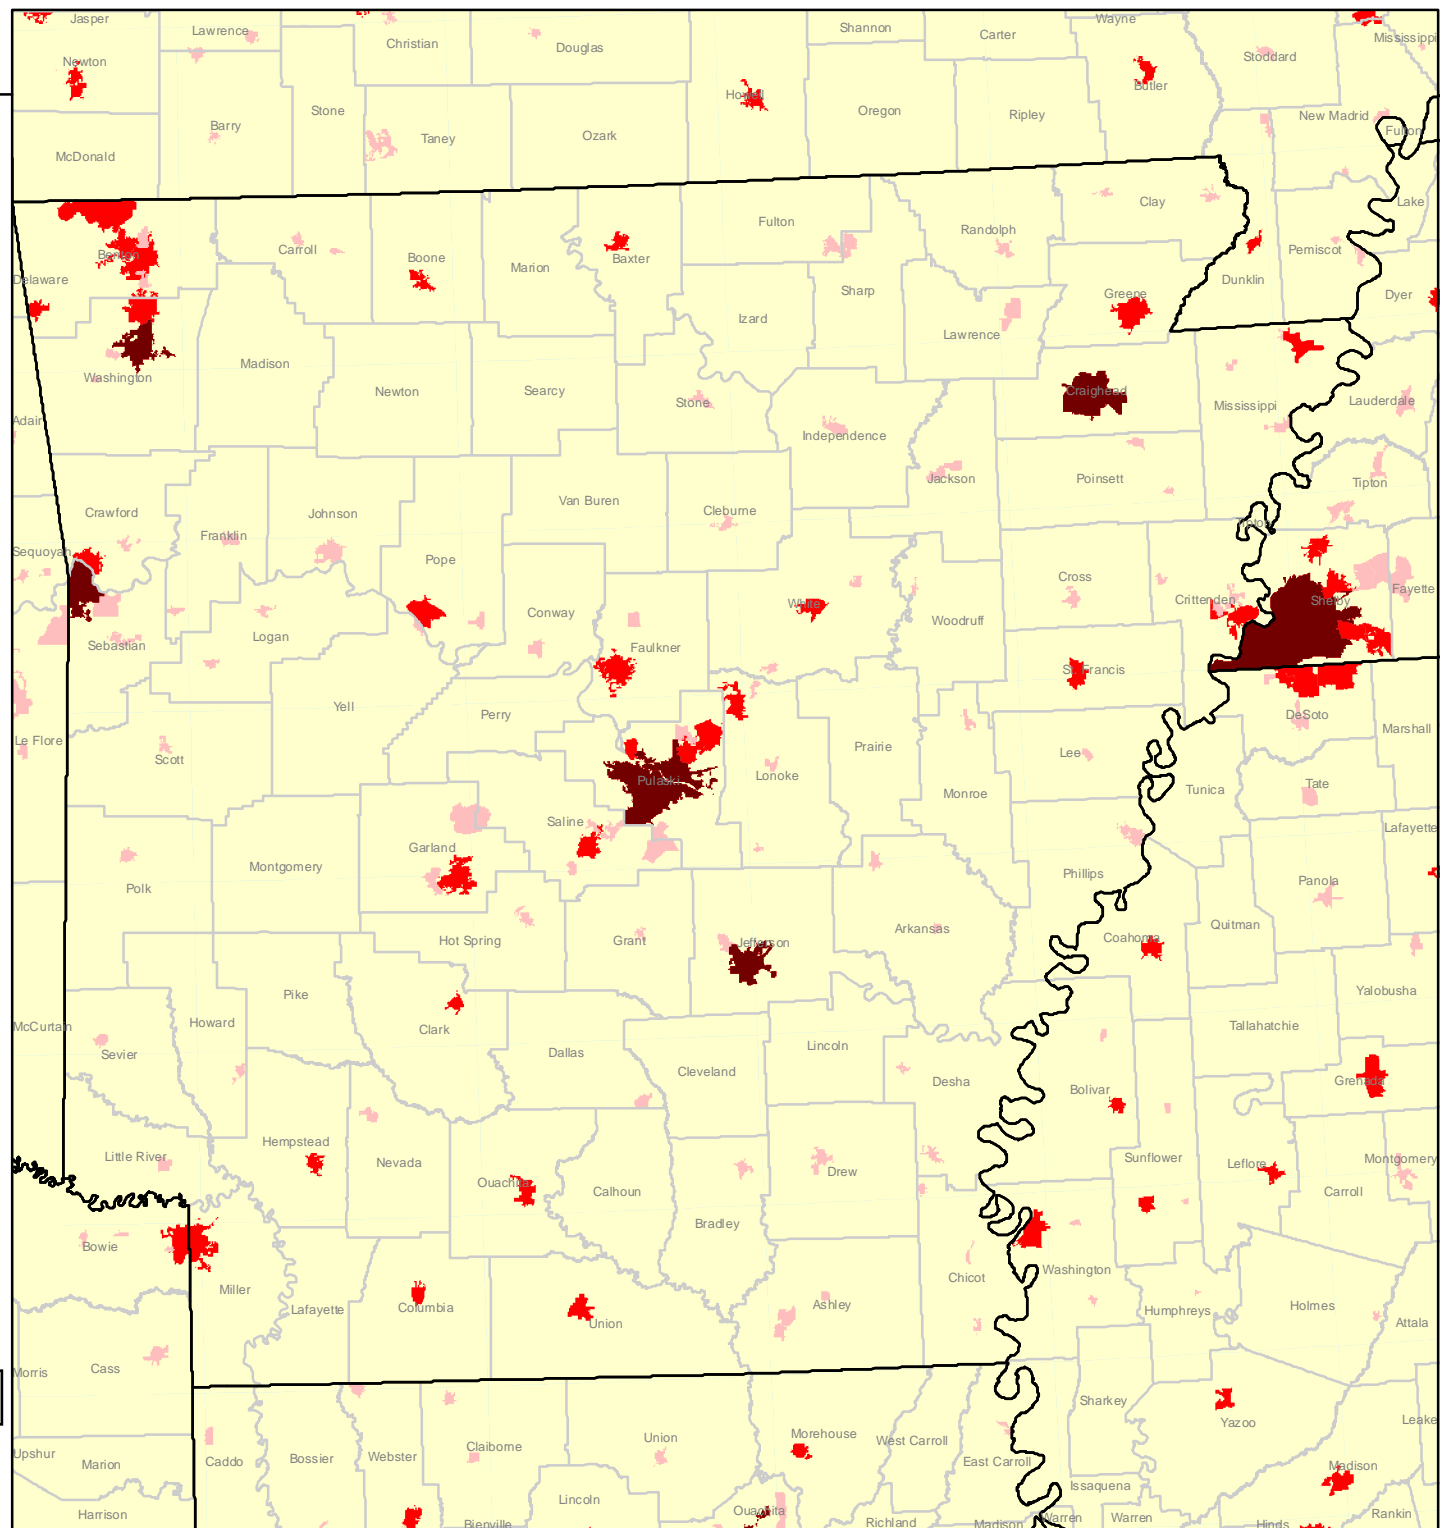 Jasper
Lawrence
Christian
Douglas
Shannon
Carter
Wayne
Stoddard
Mississippi
Newton
Barry
Stone
Taney
Ozark
Howell
Oregon
Ripley
Butler
New Madrid
Fulton
McDonald
Lake
Benton
Carroll
Boone
Marion
Baxter
Fulton
Randolph
Clay
Pemiscot
Dunklin
Delaware
Izard
Sharp
Lawrence
Greene
Dyer
Washington
Madison
Newton
Searcy
Stone
Independence
Craighead
Mississippi
Lauderdale
Adair
Crawford
Franklin
Johnson
Pope
Van Buren
Cleburne
Jackson
Poinsett
Tipton
Tipton
Sequoyah
Sebastian
Logan
Conway
Faulkner
White
Woodruff
Cross
Crittenden
Shelby
Fayette
Le Flore
Scott
Yell
Perry
Pulaski
Lonoke
Prairie
Monroe
St. Francis
Lee
DeSoto
Marshall
Tunica
Tate
Lafayette
Polk
Montgomery
Garland
Saline
Hot Spring
Grant
Jefferson
Arkansas
Phillips
Coahoma
Quitman
Panola
Yalobusha
McCurtain
Sevier
Howard
Pike
Clark
Dallas
Cleveland
Lincoln
Desha
Bolivar
Tallahatchie
Grenada
Little River
Hempstead
Nevada
Ouachita
Calhoun
Bradley
Drew
Sunflower
Leflore
Carroll
Montgomery
Bowie
Miller
Lafayette
Columbia
Union
Ashley
Chicot
Washington
Humphreys
Holmes
Attala
Morris
Cass
Sharkey
Yazoo
Leake
Upshur
Marion
Harrison
Caddo
Bossier
Webster
Claiborne
Union
Morehouse
West Carroll
East Carroll
Issaquena
Madison
Lincoln
Bienville
Ouachita
Richland
Madison
Warren
Warren
Hinds
Rankin